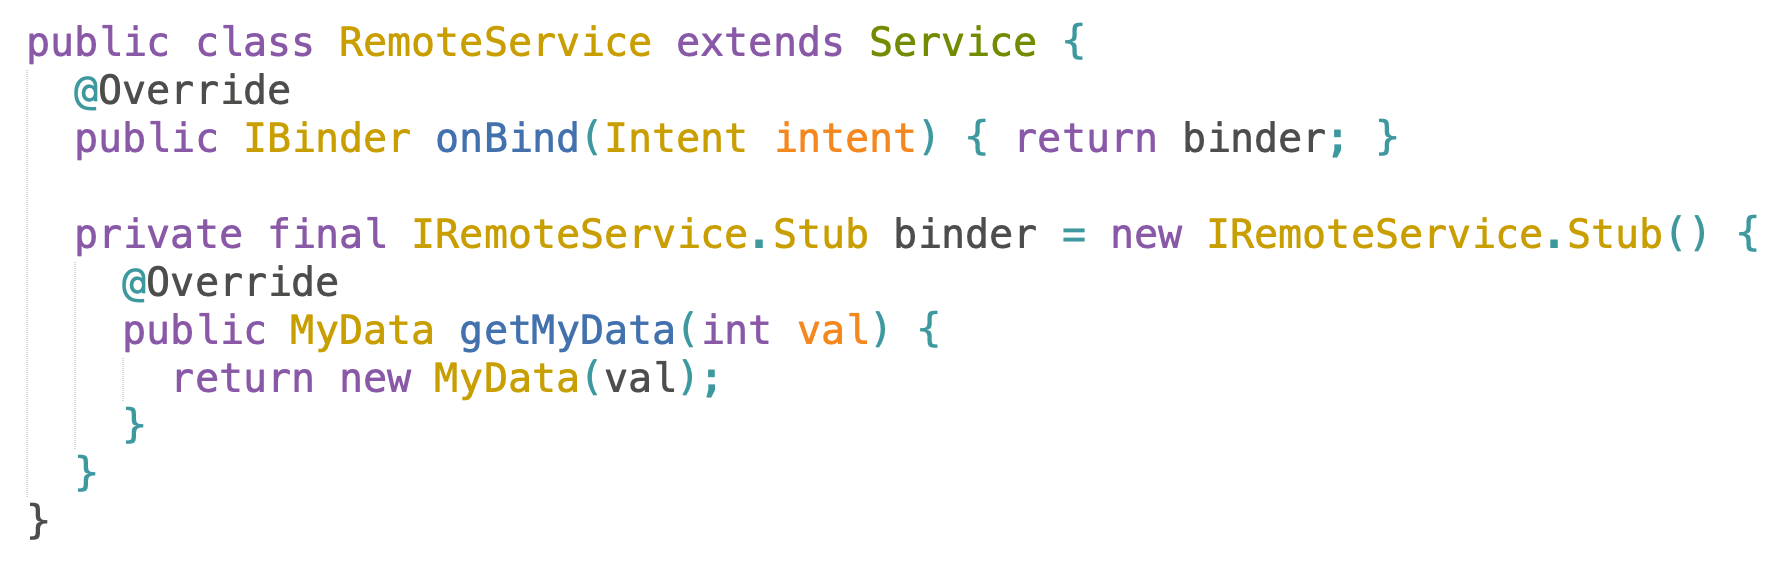 public class RemoteService extends Service {
  @Override
  public IBinder onBind(Intent intent) { return binder; }

  private final IRemoteService.Stub binder = new IRemoteService.Stub() {
    @Override
    public MyData getMyData(int val) {
      return new MyData(val);
    }
  }
}